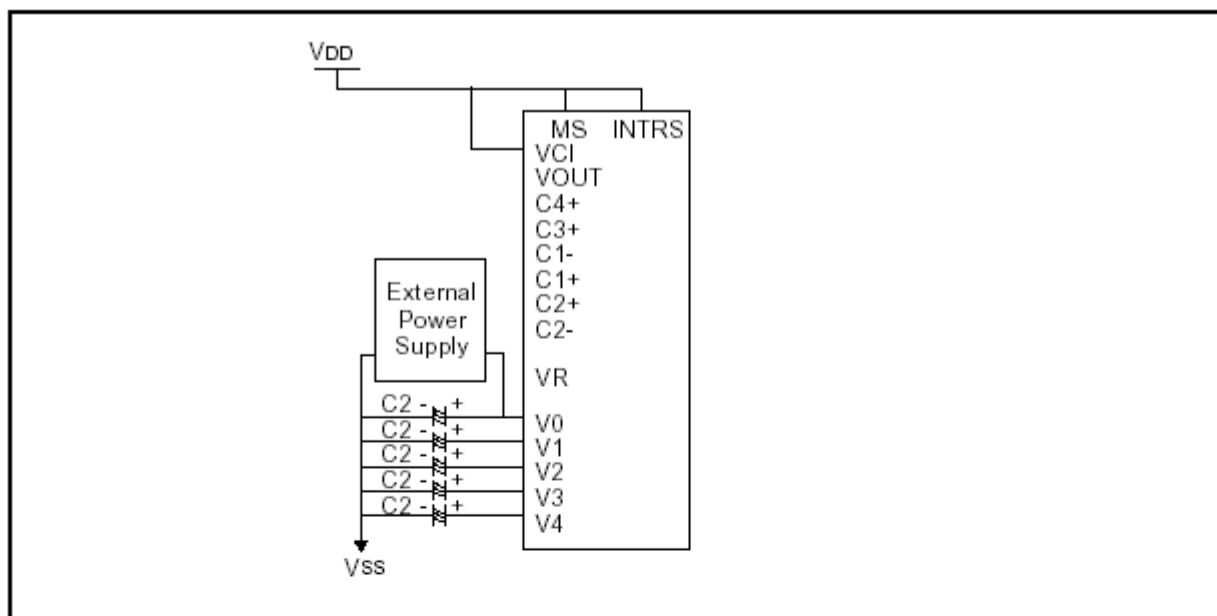 VDD
MS INTRS
VCI
VOUT
C4+
C3+
C1-
C1+
C2+
C2-
External
Power
Supply
VR
C2 - + V0
C2 - + V1
C2 - + V2
C2 - + V3
C2 - + V4
VSS